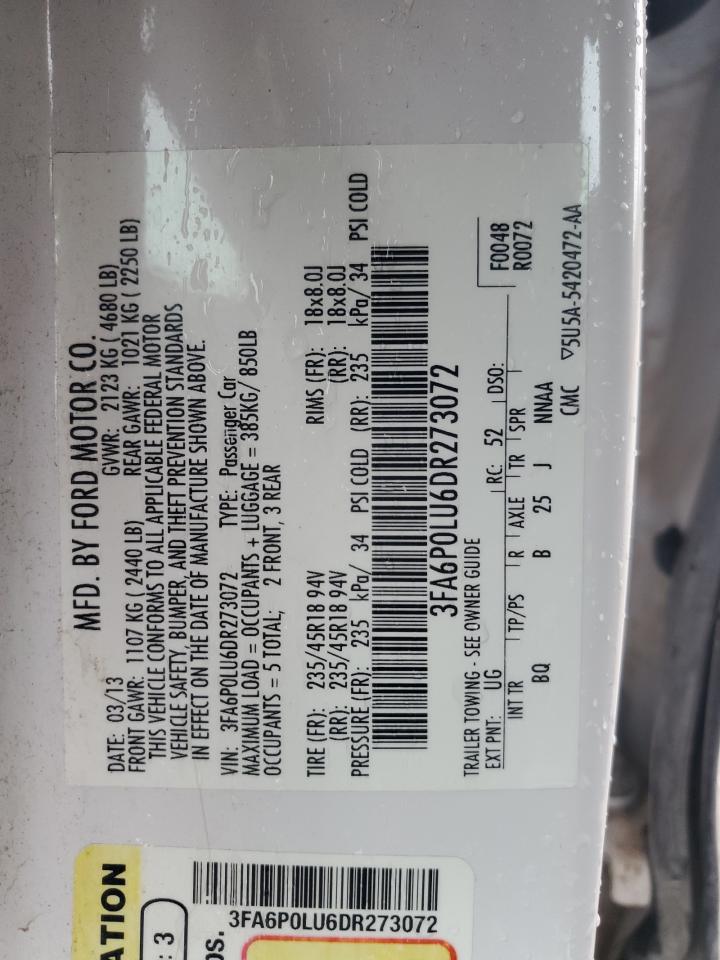 MFD. BY FORD MOTOR CO.
DATE: 03/13 GVWR: 2123 KG ( 4680 LB)
FRONT GAWR: 1107 KG ( 2440 LB) REAR GAWR: 1021 KG ( 2250 LB)
THIS VEHICLE CONFORMS TO ALL APPLICABLE FEDERAL MOTOR
VEHICLE SAFETY, BUMPER, AND THEFT PREVENTION STANDARDS
IN EFFECT ON THE DATE OF MANUFACTURE SHOWN ABOVE.
VIN: 3FA6P0LU6DR273072 TYPE: Passenger Car
MAXIMUM LOAD = OCCUPANTS + LUGGAGE = 385KG/ 850LB
OCCUPANTS = 5 TOTAL; 2 FRONT, 3 REAR
TIRE (FR): 235/45R18 94V RIMS (FR): 18x8.0J
(RR): 235/45R18 94V (RR): 18x8.0J
PRESSURE (FR): 235 kPa/ 34 PSI COLD (RR): 235 kPa/ 34 PSI COLD
3FA6P0LU6DR273072
TRAILER TOWING - SEE OWNER GUIDE
EXT PNT: UG RC: 52 DSO: F0048
R0072
INT TR TP/PS R AXLE TR SPR
BQ B 25 J NNAA
CMC ▽5U5A-5420472-AA
ATION
: 3
os.
3FA6P0LU6DR273072